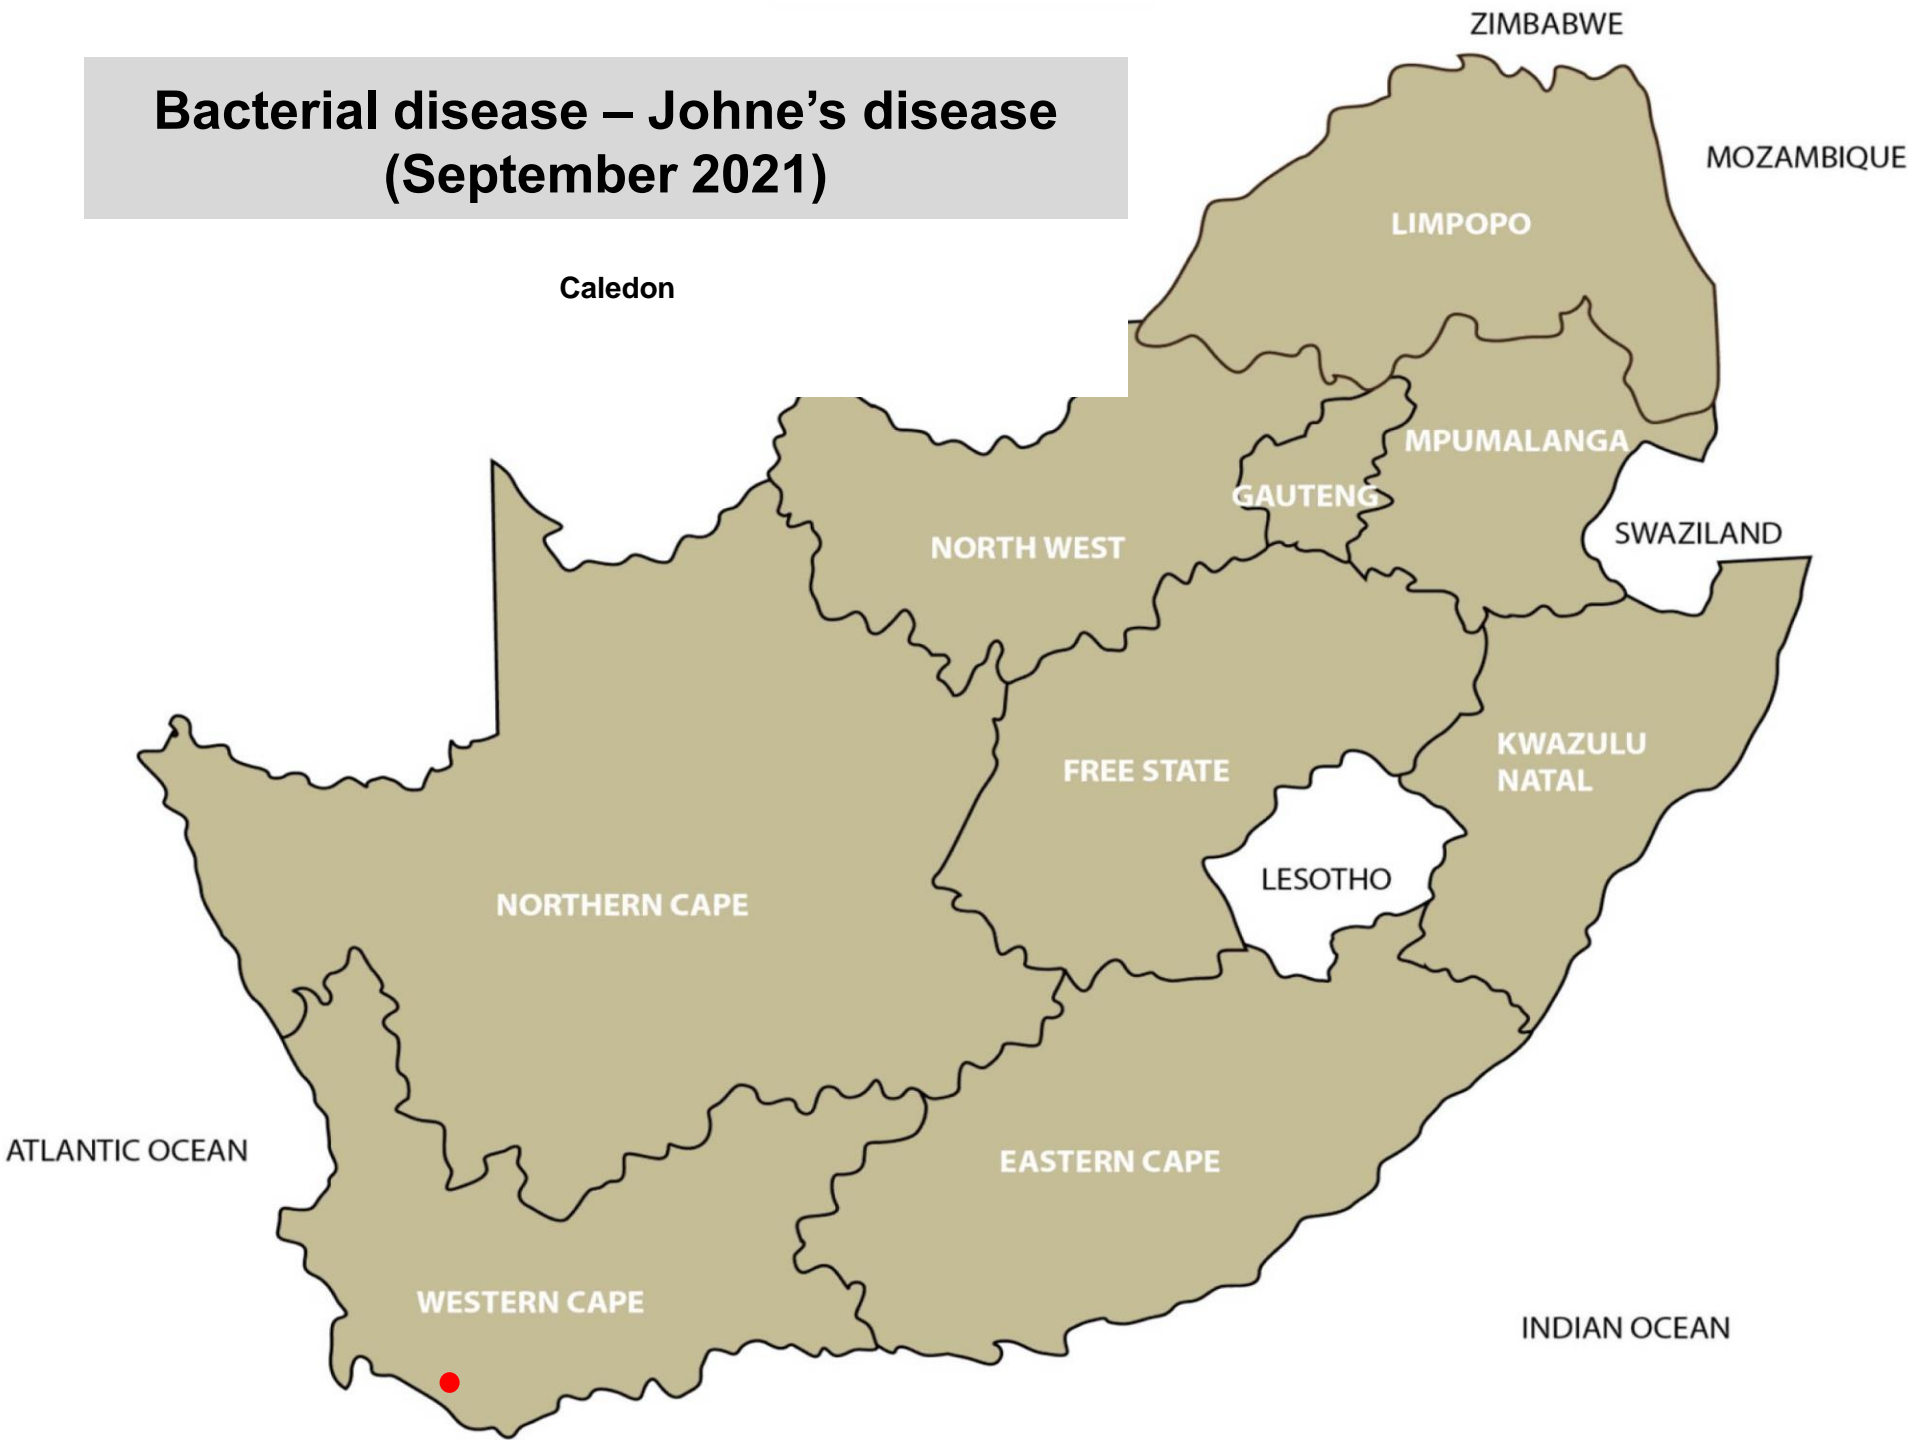 ZIMBABWE
Bacterial disease – Johne’s disease
(September 2021)
MOZAMBIQUE
LIMPOPO
Caledon
MPUMALANGA
GAUTENG
SWAZILAND
NORTH WEST
KWAZULU
NATAL
FREE STATE
LESOTHO
NORTHERN CAPE
ATLANTIC OCEAN
EASTERN CAPE
WESTERN CAPE
INDIAN OCEAN